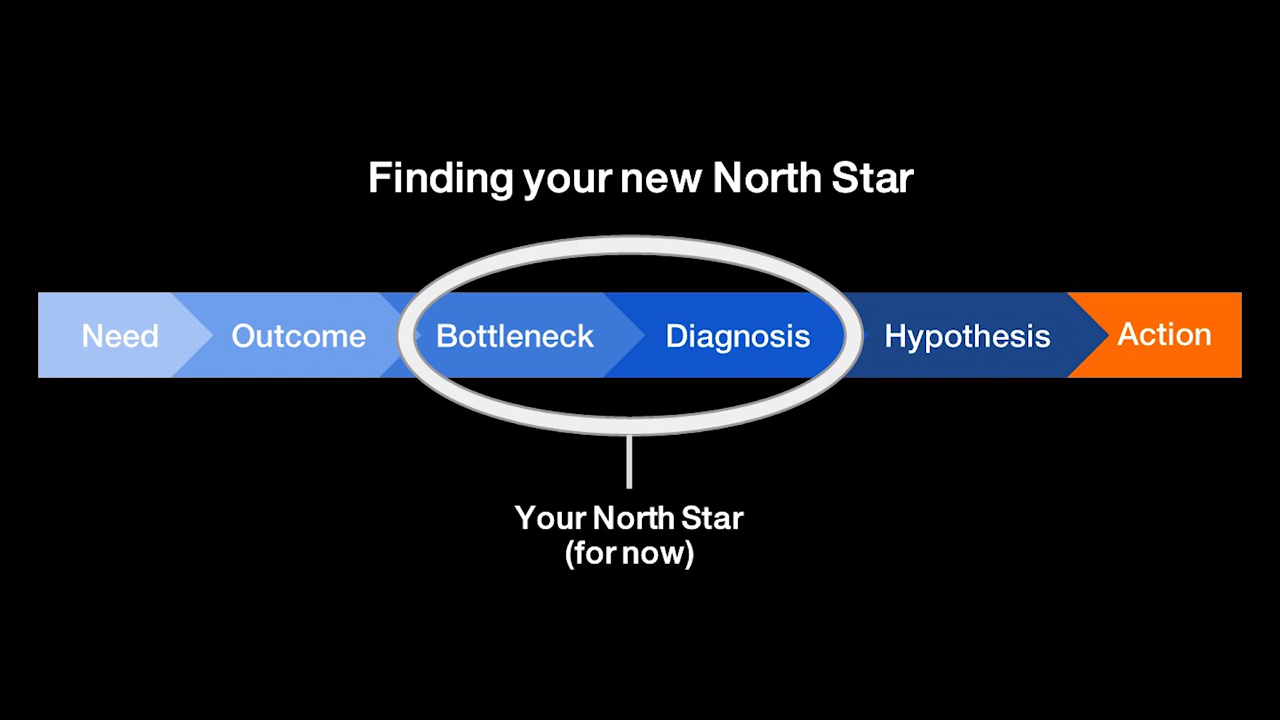 Finding your new North Star
Need Outcome Bottleneck Diagnosis Hypothesis Action
Your North Star
(for now)